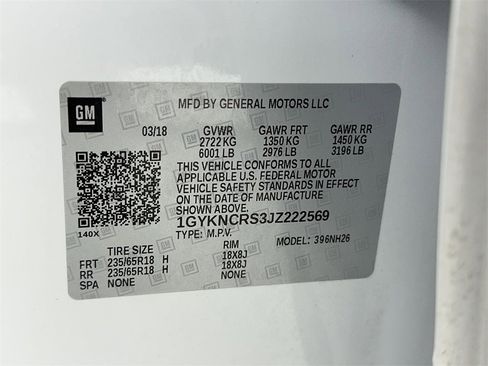 GM
MFD BY GENERAL MOTORS LLC
03/18 GVWR GAWR FRT GAWR RR
2722 KG 1350 KG 1450 KG
6001 LB 2976 LB 3196 LB
THIS VEHICLE CONFORMS TO ALL
APPLICABLE U.S. FEDERAL MOTOR
VEHICLE SAFETY STANDARDS IN EFFECT
ON THE DATE OF MANUFACTURE
SHOWN ABOVE.
1GYKNCRS3JZ222569
140X TYPE: M.P.V. MODEL: 396NH26
TIRE SIZE RIM
FRT 235/65R18 H 18X8J
RR 235/65R18 H 18X8J
SPA NONE NONE